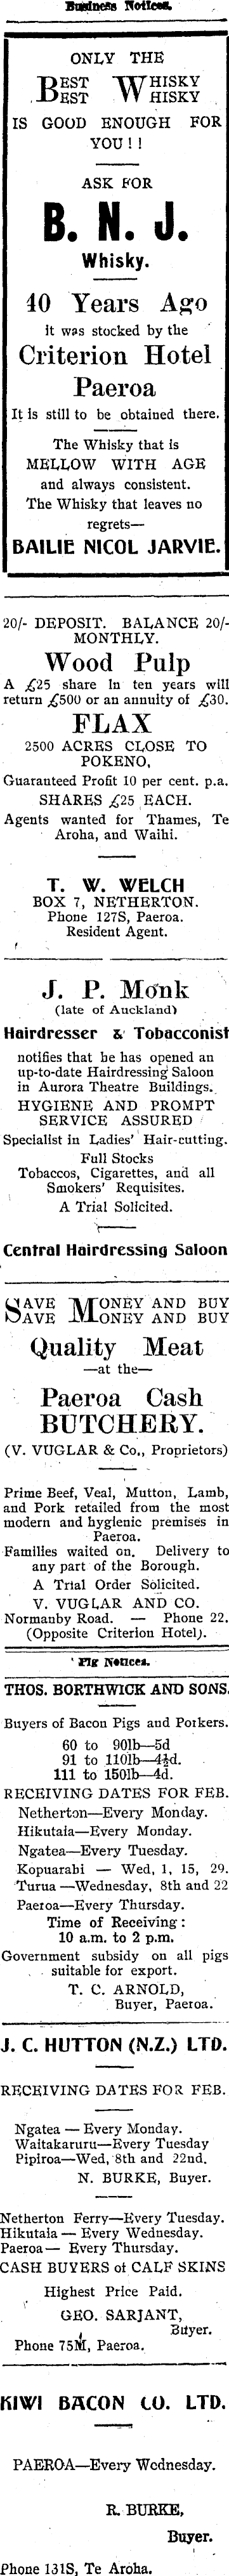 Business Notices.
ONLY THE
BEST WHISKY
BEST WHISKY
IS GOOD ENOUGH FOR
YOU!!
ASK FOR
B. N. J.
Whisky.
40 Years Ago
it was stocked by the
Criterion Hotel
Paeroa
It is still to be obtained there.
The Whisky that is
MELLOW WITH AGE
and always consistent.
The Whisky that leaves no
regrets—
BAILIE NICOL JARVIE.
20/- DEPOSIT. BALANCE 20/-
MONTHLY.
Wood Pulp
A £25 share in ten years will
return £500 or an annuity of £30.
FLAX
2500 ACRES CLOSE TO
POKENO,
Guaranteed Profit 10 per cent. p.a.
SHARES £25 EACH.
Agents wanted for Thames, Te
Aroha, and Waihi.
T. W. WELCH
BOX 7, NETHERTON.
Phone 127S, Paeroa.
Resident Agent.
J. P. Monk
(late of Auckland)
Hairdresser & Tobacconist
notifies that he has opened an
up-to-date Hairdressing Saloon
in Aurora Theatre Buildings.
HYGIENE AND PROMPT
SERVICE ASSURED
Specialist in Ladies' Hair-cutting.
Full Stocks
Tobaccos, Cigarettes, and all
Smokers' Requisites.
A Trial Solicited.
Central Hairdressing Saloon
SAVE MONEY AND BUY
SAVE MONEY AND BUY
Quality Meat
—at the—
Paeroa Cash
BUTCHERY.
(V. VUGLAR & Co., Proprietors)
Prime Beef, Veal, Mutton, Lamb,
and Pork retailed from the most
modern and hygienic premises in
Paeroa.
Families waited on. Delivery to
any part of the Borough.
A Trial Order Solicited.
V. VUGLAR AND CO.
Normanby Road. — Phone 22.
(Opposite Criterion Hotel).
Pig Notices.
THOS. BORTHWICK AND SONS.
Buyers of Bacon Pigs and Porkers.
60 to 90lb—5d
91 to 110lb—4½d.
111 to 150lb—4d.
RECEIVING DATES FOR FEB.
Netherton—Every Monday.
Hikutaia—Every Monday.
Ngatea—Every Tuesday.
Kopuarahi — Wed, 1, 15, 29.
Turua—Wednesday, 8th and 22
Paeroa—Every Thursday.
Time of Receiving:
10 a.m. to 2 p.m.
Government subsidy on all pigs
suitable for export.
T. C. ARNOLD,
Buyer, Paeroa.
J. C. HUTTON (N.Z.) LTD.
RECEIVING DATES FOR FEB.
Ngatea — Every Monday.
Waitakaruru—Every Tuesday
Pipiroa—Wed, 8th and 22nd.
N. BURKE, Buyer.
Netherton Ferry—Every Tuesday.
Hikutaia — Every Wednesday.
Paeroa— Every Thursday.
CASH BUYERS of CALF SKINS
Highest Price Paid.
GEO. SARJANT,
Buyer.
Phone 75M, Paeroa.
KIWI BACON CO. LTD.
PAEROA—Every Wednesday.
R. BURKE,
Buyer.
Phone 131S, Te Aroha.